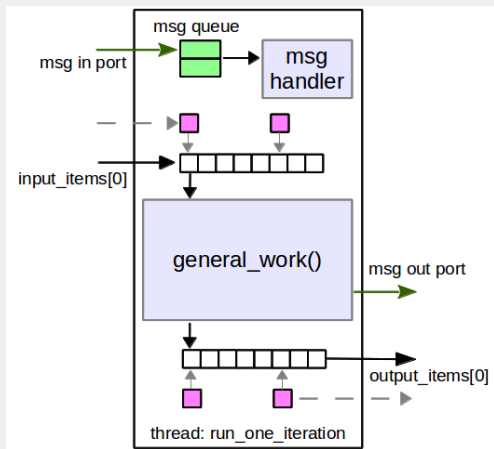 msg queue
msg in port
msg
handler
input_items[0]
general_work()
msg out port
output_items[0]
thread: run_one_iteration